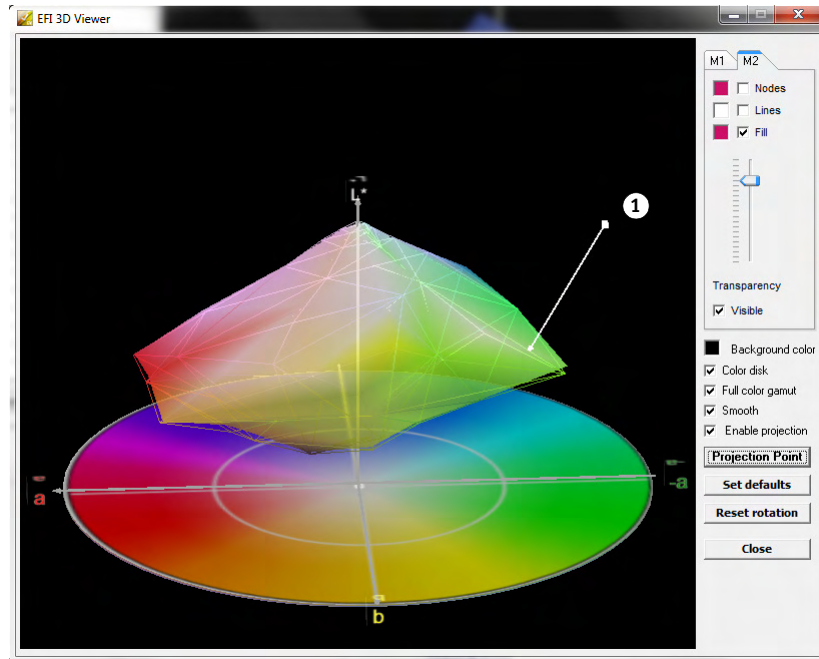 EFI 3D Viewer
M1 M2
Nodes
Lines
Fill
Transparency
Visible
Background color
Color disk
Full color gamut
Smooth
Enable projection
Projection Point
Set defaults
Reset rotation
Close
L*
1
a
-a
b